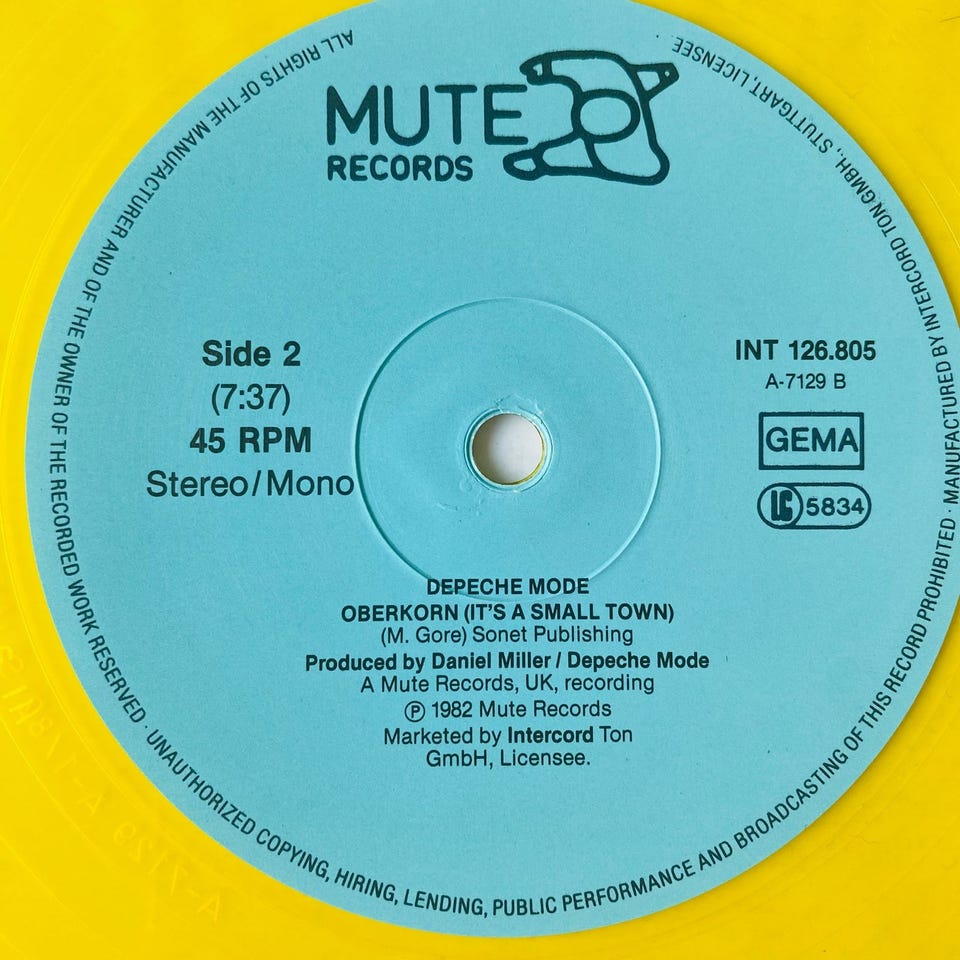 MUTE
RECORDS
Side 2
(7:37)
45 RPM
Stereo/Mono
INT 126.805
A-7129 B
GEMA
LC 5834
DEPECHE MODE
OBERKORN (IT'S A SMALL TOWN)
(M. Gore) Sonet Publishing
Produced by Daniel Miller / Depeche Mode
A Mute Records, UK, recording
℗ 1982 Mute Records
Marketed by Intercord Ton
GmbH, Licensee.
ALL RIGHTS OF THE MANUFACTURER AND OF THE OWNER OF THE RECORDED WORK RESERVED · UNAUTHORIZED COPYING, HIRING, LENDING, PUBLIC PERFORMANCE AND BROADCASTING OF THIS RECORD PROHIBITED · MANUFACTURED BY INTERCORD TON GMBH., STUTTGART, LICENSEE